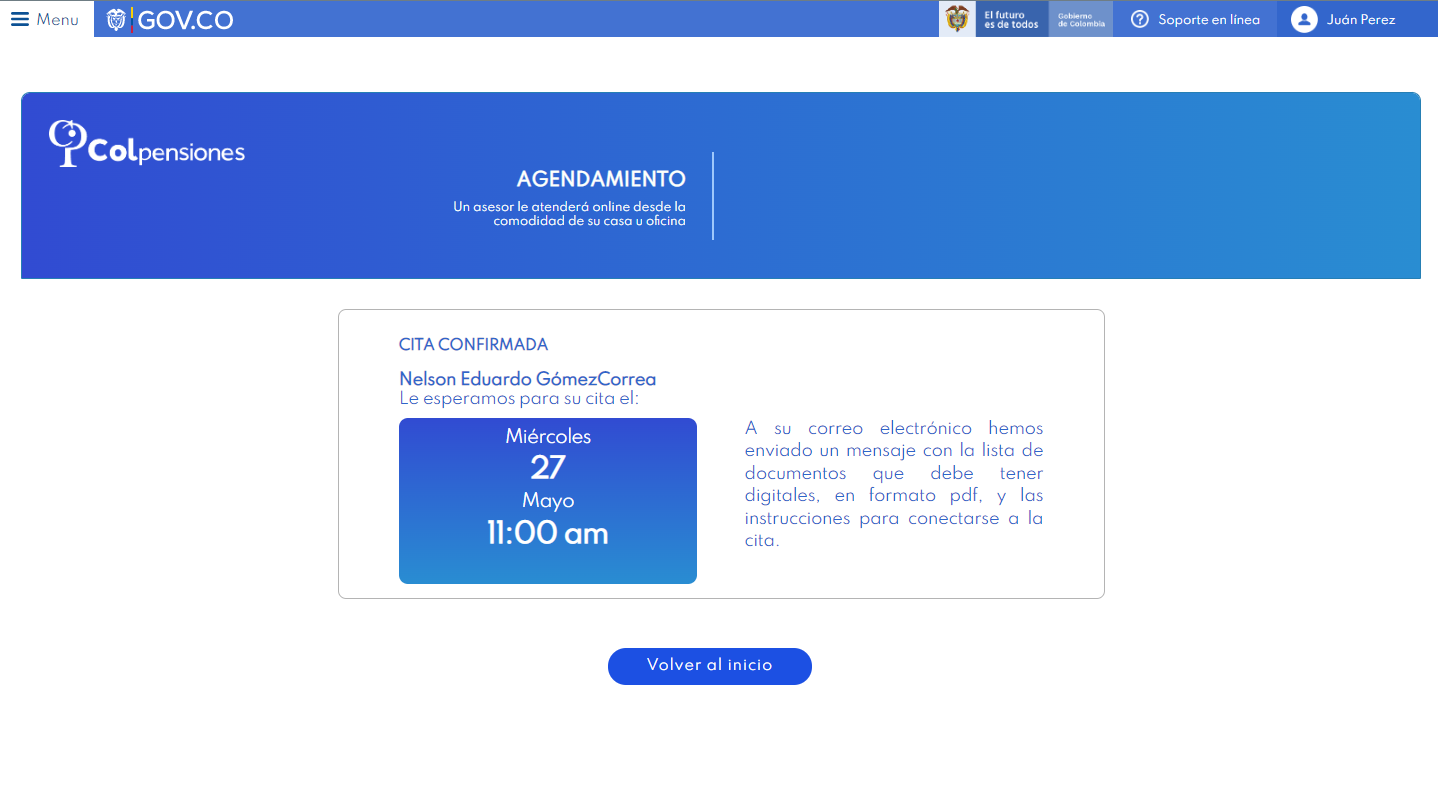 Menu
GOV.CO
El futuro
es de todos
Gobierno
de Colombia
Soporte en línea
Juán Perez
Colpensiones
AGENDAMIENTO
Un asesor le atenderá online desde la
comodidad de su casa u oficina
CITA CONFIRMADA
Nelson Eduardo GómezCorrea
Le esperamos para su cita el:
Miércoles
27
Mayo
11:00 am
A su correo electrónico hemos
enviado un mensaje con la lista de
documentos que debe tener
digitales, en formato pdf, y las
instrucciones para conectarse a la
cita.
Volver al inicio